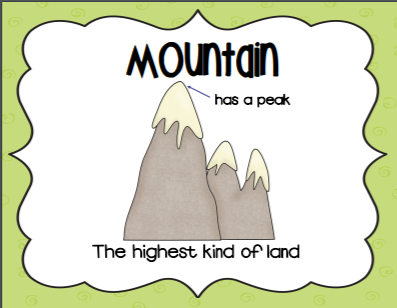 Mountain
has a peak
The highest kind of land